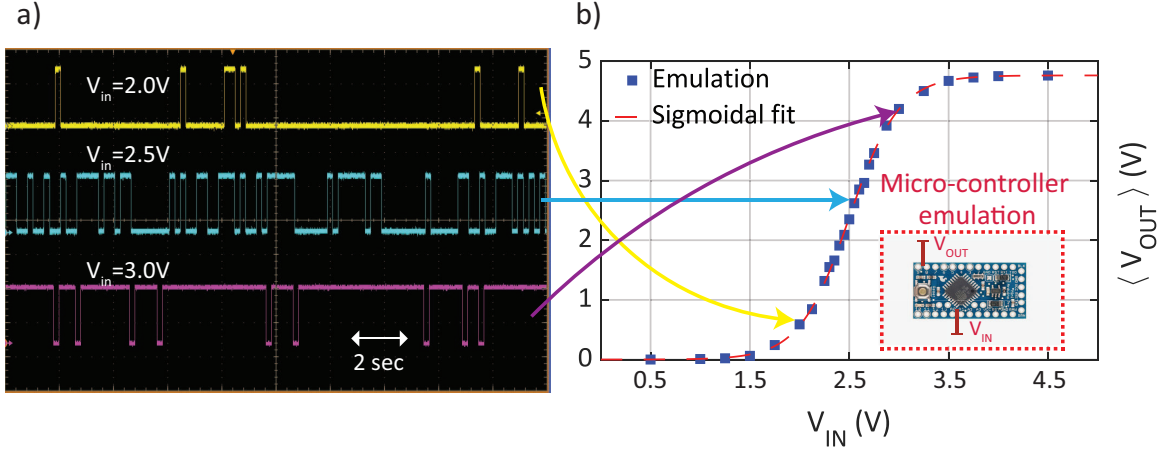 a)
V_in=2.0V
V_in=2.5V
V_in=3.0V
2 sec
b)
5
4
3
2
1
0
Emulation
Sigmoidal fit
Micro-controller
emulation
V_OUT
V_IN
0.5
1.5
2.5
3.5
4.5
V_IN (V)
⟨ V_OUT ⟩ (V)